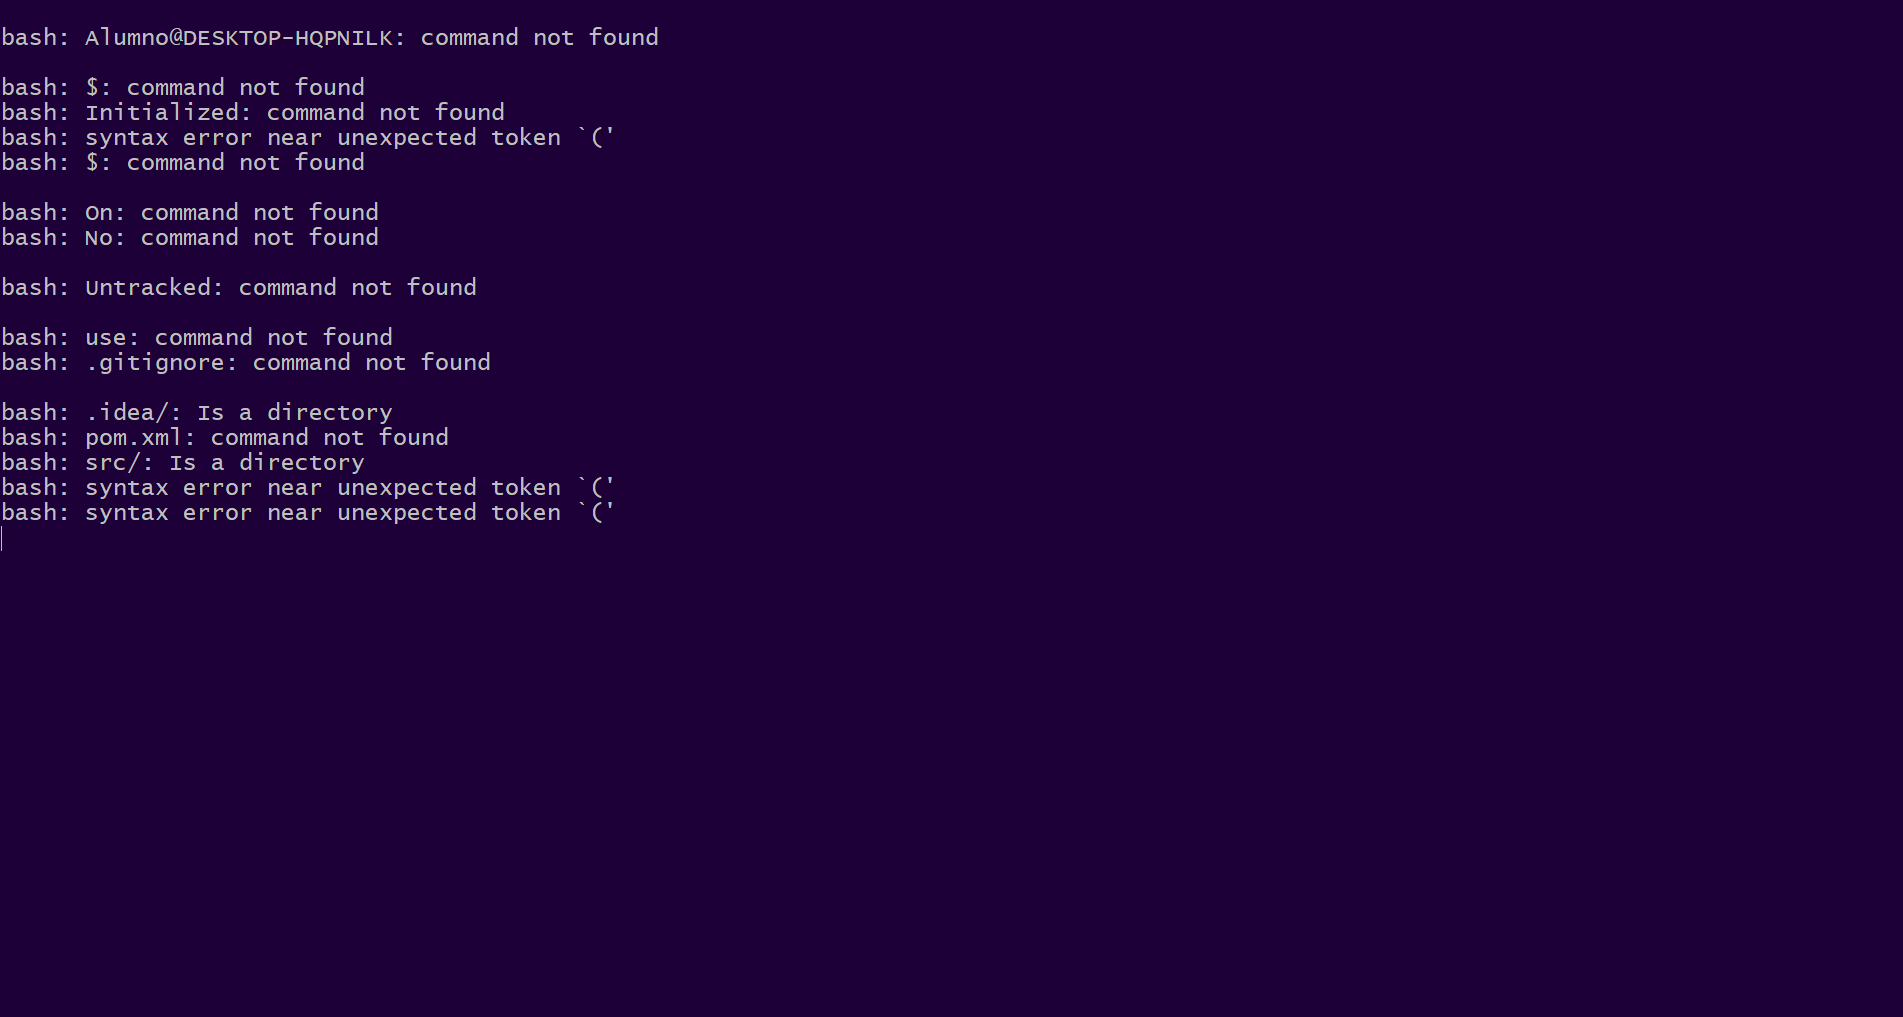 bash: Alumno@DESKTOP-HQPNILK: command not found
bash: $: command not found
bash: Initialized: command not found
bash: syntax error near unexpected token `('
bash: $: command not found
bash: On: command not found
bash: No: command not found
bash: Untracked: command not found
bash: use: command not found
bash: .gitignore: command not found
bash: .idea/: Is a directory
bash: pom.xml: command not found
bash: src/: Is a directory
bash: syntax error near unexpected token `('
bash: syntax error near unexpected token `('